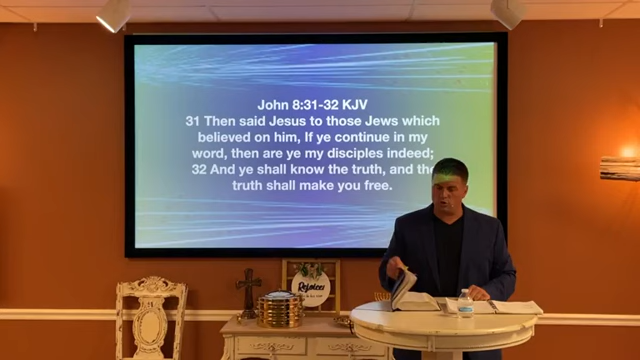 John 8:31-32 KJV
31 Then said Jesus to those Jews which
believed on him, If ye continue in my
word, then are ye my disciples indeed;
32 And ye shall know the truth, and the
truth shall make you free.
Rejoice